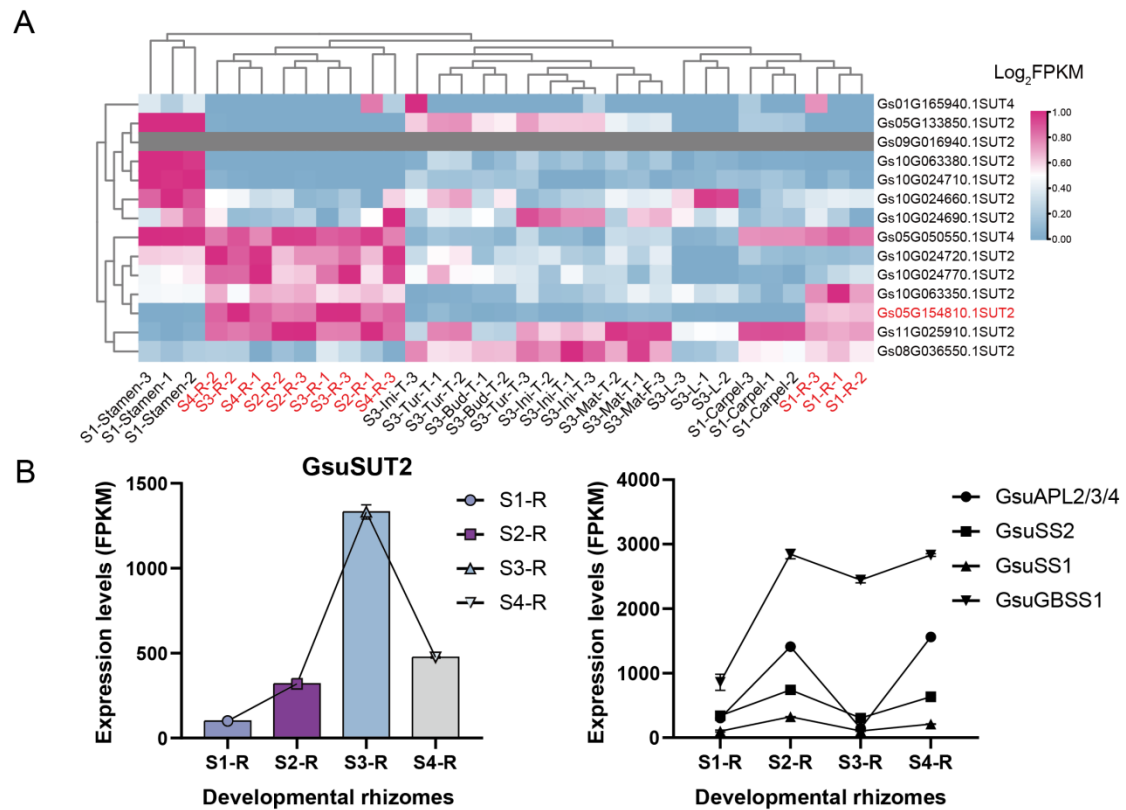 A
Log2FPKM
1.00
0.80
0.60
0.40
0.20
0.00
Gs01G165940.1SUT4
Gs05G133850.1SUT2
Gs09G016940.1SUT2
Gs10G063380.1SUT2
Gs10G024710.1SUT2
Gs10G024660.1SUT2
Gs10G024690.1SUT2
Gs05G050550.1SUT4
Gs10G024720.1SUT2
Gs10G024770.1SUT2
Gs10G063350.1SUT2
Gs05G154810.1SUT2
Gs11G025910.1SUT2
Gs08G036550.1SUT2
S1-Stamen-3
S1-Stamen-1
S1-Stamen-2
S4-R-2
S3-R-2
S4-R-1
S2-R-2
S2-R-3
S3-R-1
S3-R-3
S2-R-1
S4-R-3
S3-Ini-T-3
S3-Tur-T-1
S3-Tur-T-2
S3-Bud-T-1
S3-Bud-T-2
S3-Tur-T-3
S3-Ini-T-2
S3-Ini-T-1
S3-Ini-T-3
S3-Mat-T-2
S3-Mat-T-1
S3-Mat-F-3
S3-L-3
S3-L-1
S3-L-2
S1-Carpel-3
S1-Carpel-1
S1-Carpel-2
S1-R-3
S1-R-1
S1-R-2
B
GsuSUT2
Expression levels (FPKM)
1500
1000
500
0
S1-R
S2-R
S3-R
S4-R
Developmental rhizomes
S1-R
S2-R
S3-R
S4-R
Expression levels (FPKM)
4000
3000
2000
1000
0
S1-R
S2-R
S3-R
S4-R
Developmental rhizomes
GsuAPL2/3/4
GsuSS2
GsuSS1
GsuGBSS1